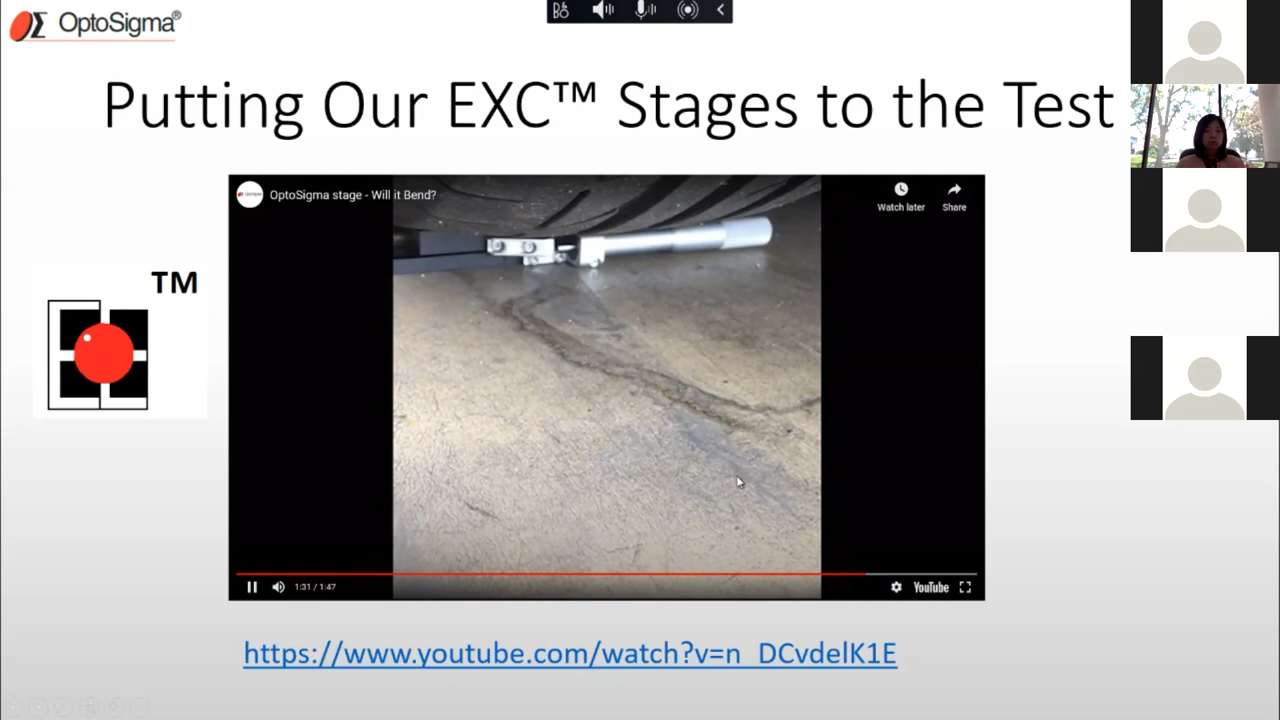 OptoSigma®
Putting Our EXC™ Stages to the Test
OptoSigma stage - Will it Bend?
Watch later
Share
TM
1:31 / 1:47
YouTube
https://www.youtube.com/watch?v=n_DCvdelK1E